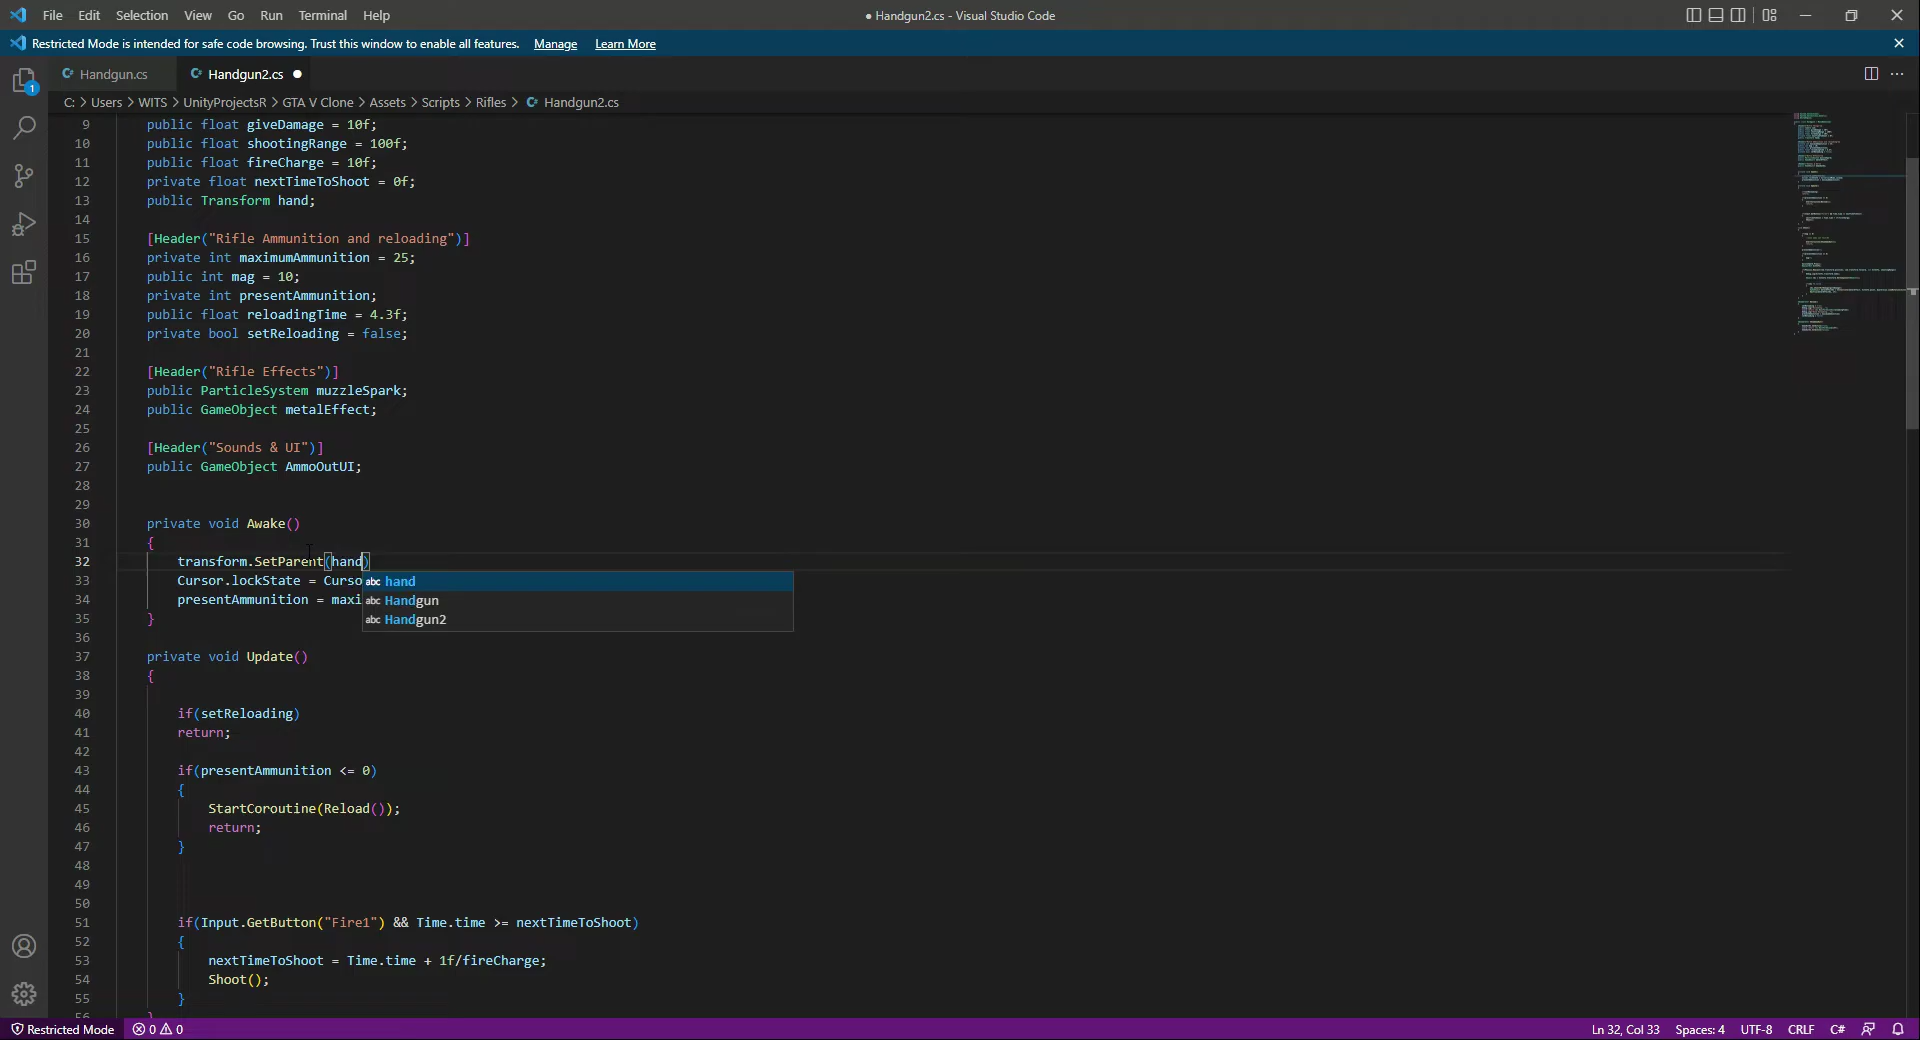 File Edit Selection View Go Run Terminal Help
● Handgun2.cs - Visual Studio Code
Restricted Mode is intended for safe code browsing. Trust this window to enable all features. Manage Learn More
Handgun.cs Handgun2.cs ●
C: > Users > WITS > UnityProjectsR > GTA V Clone > Assets > Scripts > Rifles > Handgun2.cs
1
9 public float giveDamage = 10f;
10 public float shootingRange = 100f;
11 public float fireCharge = 10f;
12 private float nextTimeToShoot = 0f;
13 public Transform hand;
14
15 [Header("Rifle Ammunition and reloading")]
16 private int maximumAmmunition = 25;
17 public int mag = 10;
18 private int presentAmmunition;
19 public float reloadingTime = 4.3f;
20 private bool setReloading = false;
21
22 [Header("Rifle Effects")]
23 public ParticleSystem muzzleSpark;
24 public GameObject metalEffect;
25
26 [Header("Sounds & UI")]
27 public GameObject AmmoOutUI;
28
29
30 private void Awake()
31 {
32 transform.SetParent(hand)
33 Cursor.lockState = Curso
abc hand
34 presentAmmunition = maxi
abc Handgun
35 }
abc Handgun2
36
37 private void Update()
38 {
39
40 if(setReloading)
41 return;
42
43 if(presentAmmunition <= 0)
44 {
45 StartCoroutine(Reload());
46 return;
47 }
48
49
50
51 if(Input.GetButton("Fire1") && Time.time >= nextTimeToShoot)
52 {
53 nextTimeToShoot = Time.time + 1f/fireCharge;
54 Shoot();
55 }
56 }
Restricted Mode 0 0
Ln 32, Col 33 Spaces: 4 UTF-8 CRLF C#